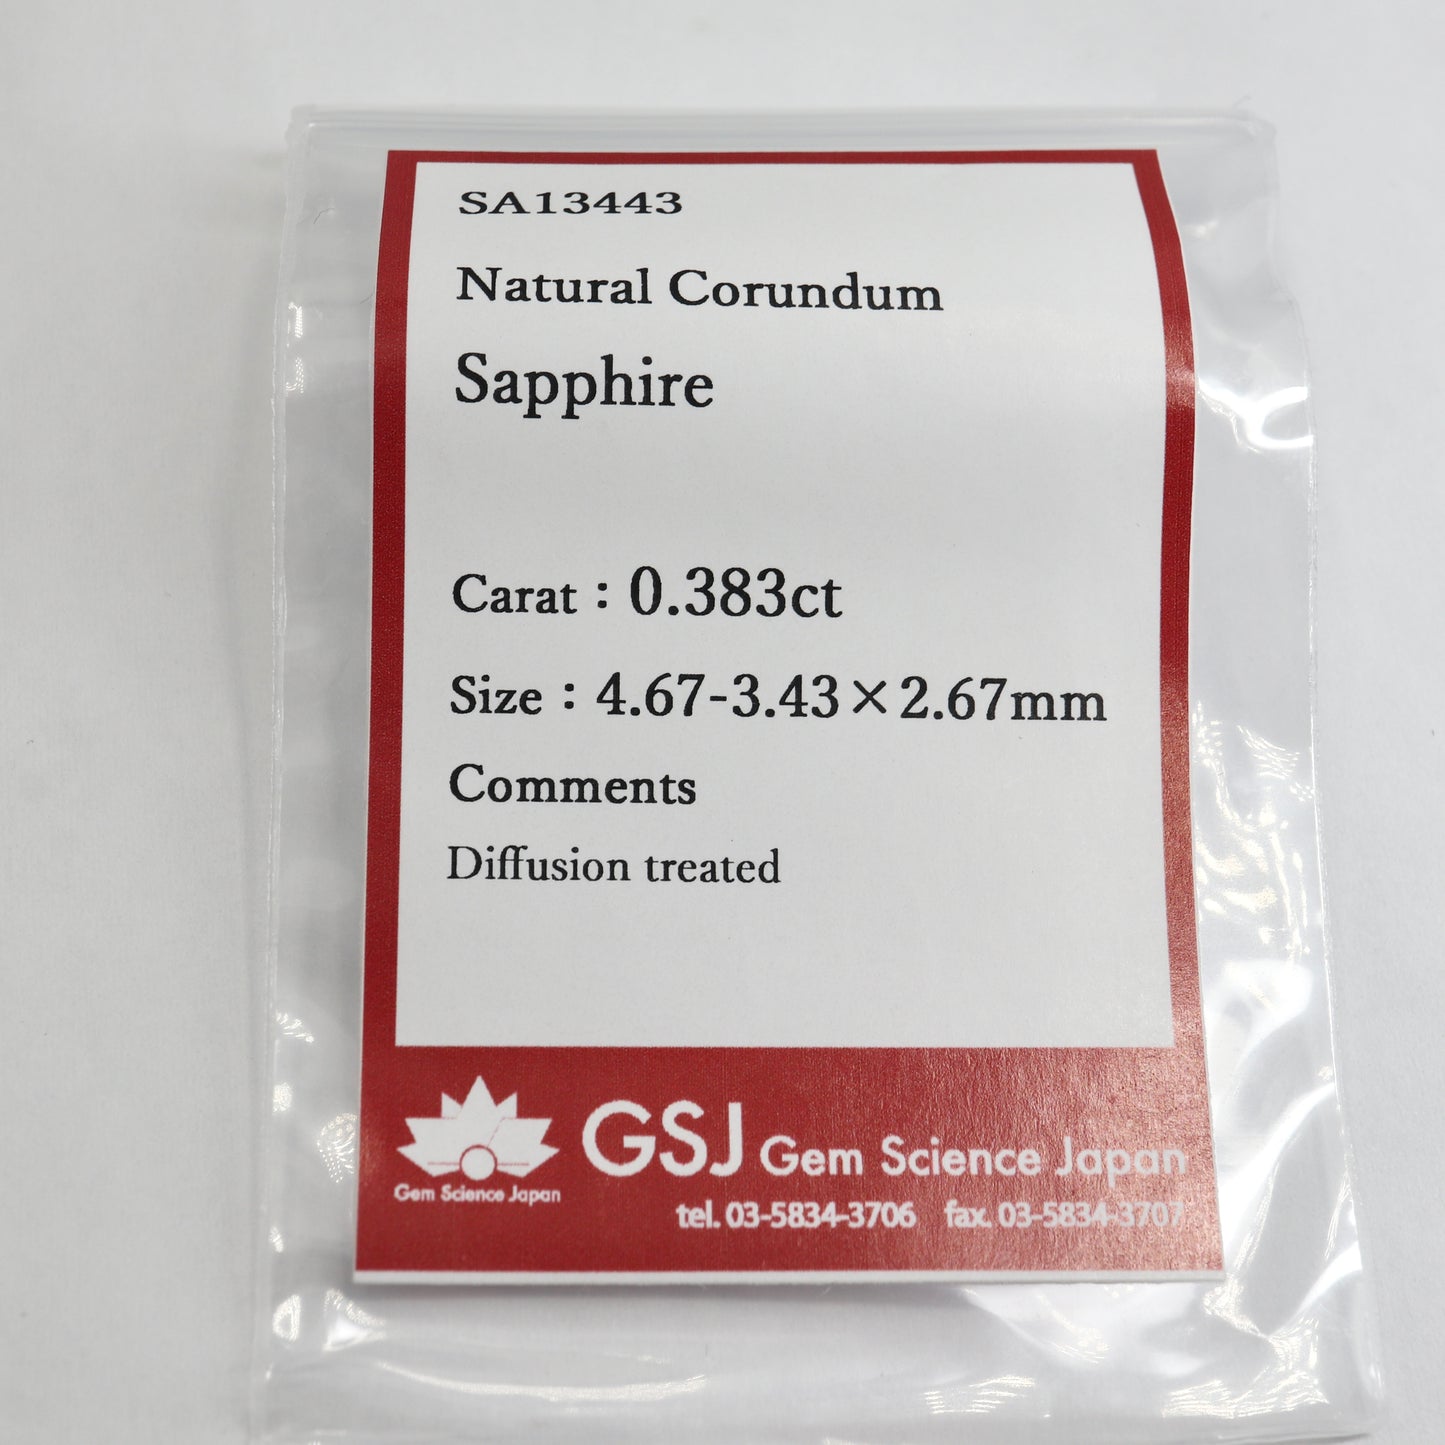 SA13443
Natural Corundum
Sapphire
Carat：0.383ct
Size：4.67-3.43×2.67mm
Comments
Diffusion treated
GSJ Gem Science Japan
Gem Science Japan
tel. 03-5834-3706 fax. 03-5834-3707